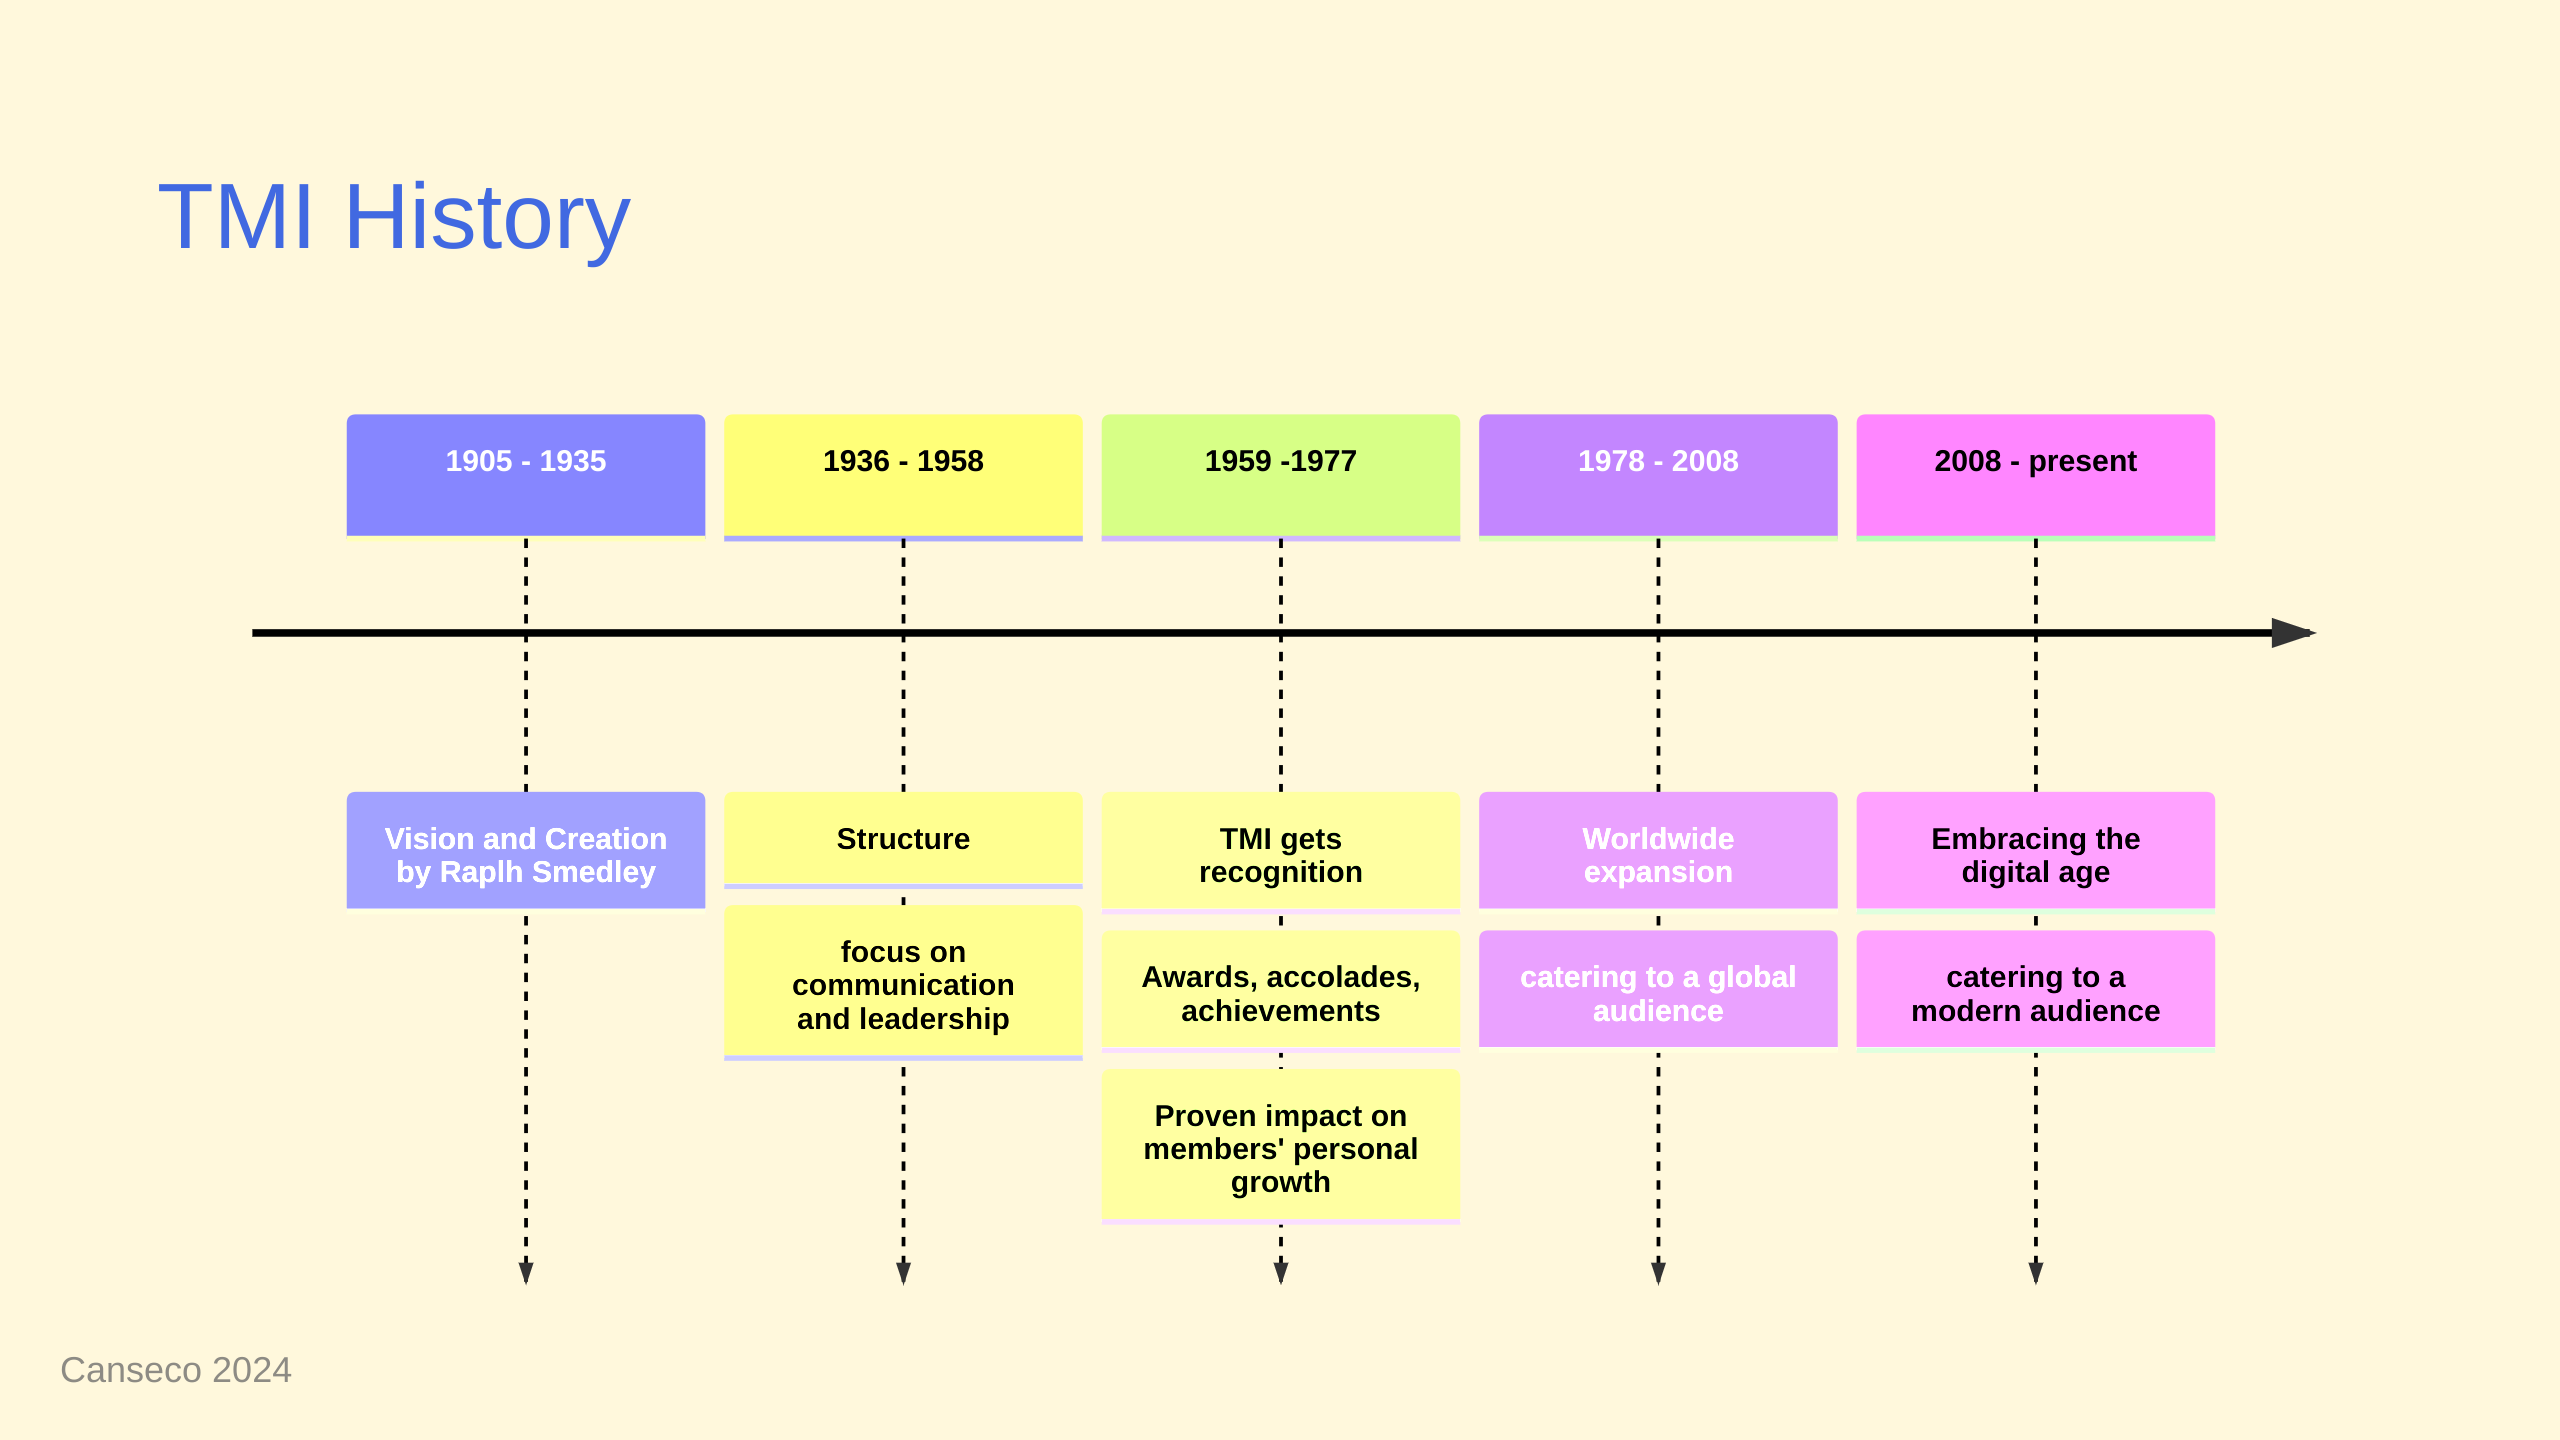 TMI History
1905 - 1935
1936 - 1958
1959 -1977
1978 - 2008
2008 - present
Vision and Creation
by Raplh Smedley
Structure
focus on
communication
and leadership
TMI gets
recognition
Awards, accolades,
achievements
Proven impact on
members' personal
growth
Worldwide
expansion
catering to a global
audience
Embracing the
digital age
catering to a
modern audience
Canseco 2024